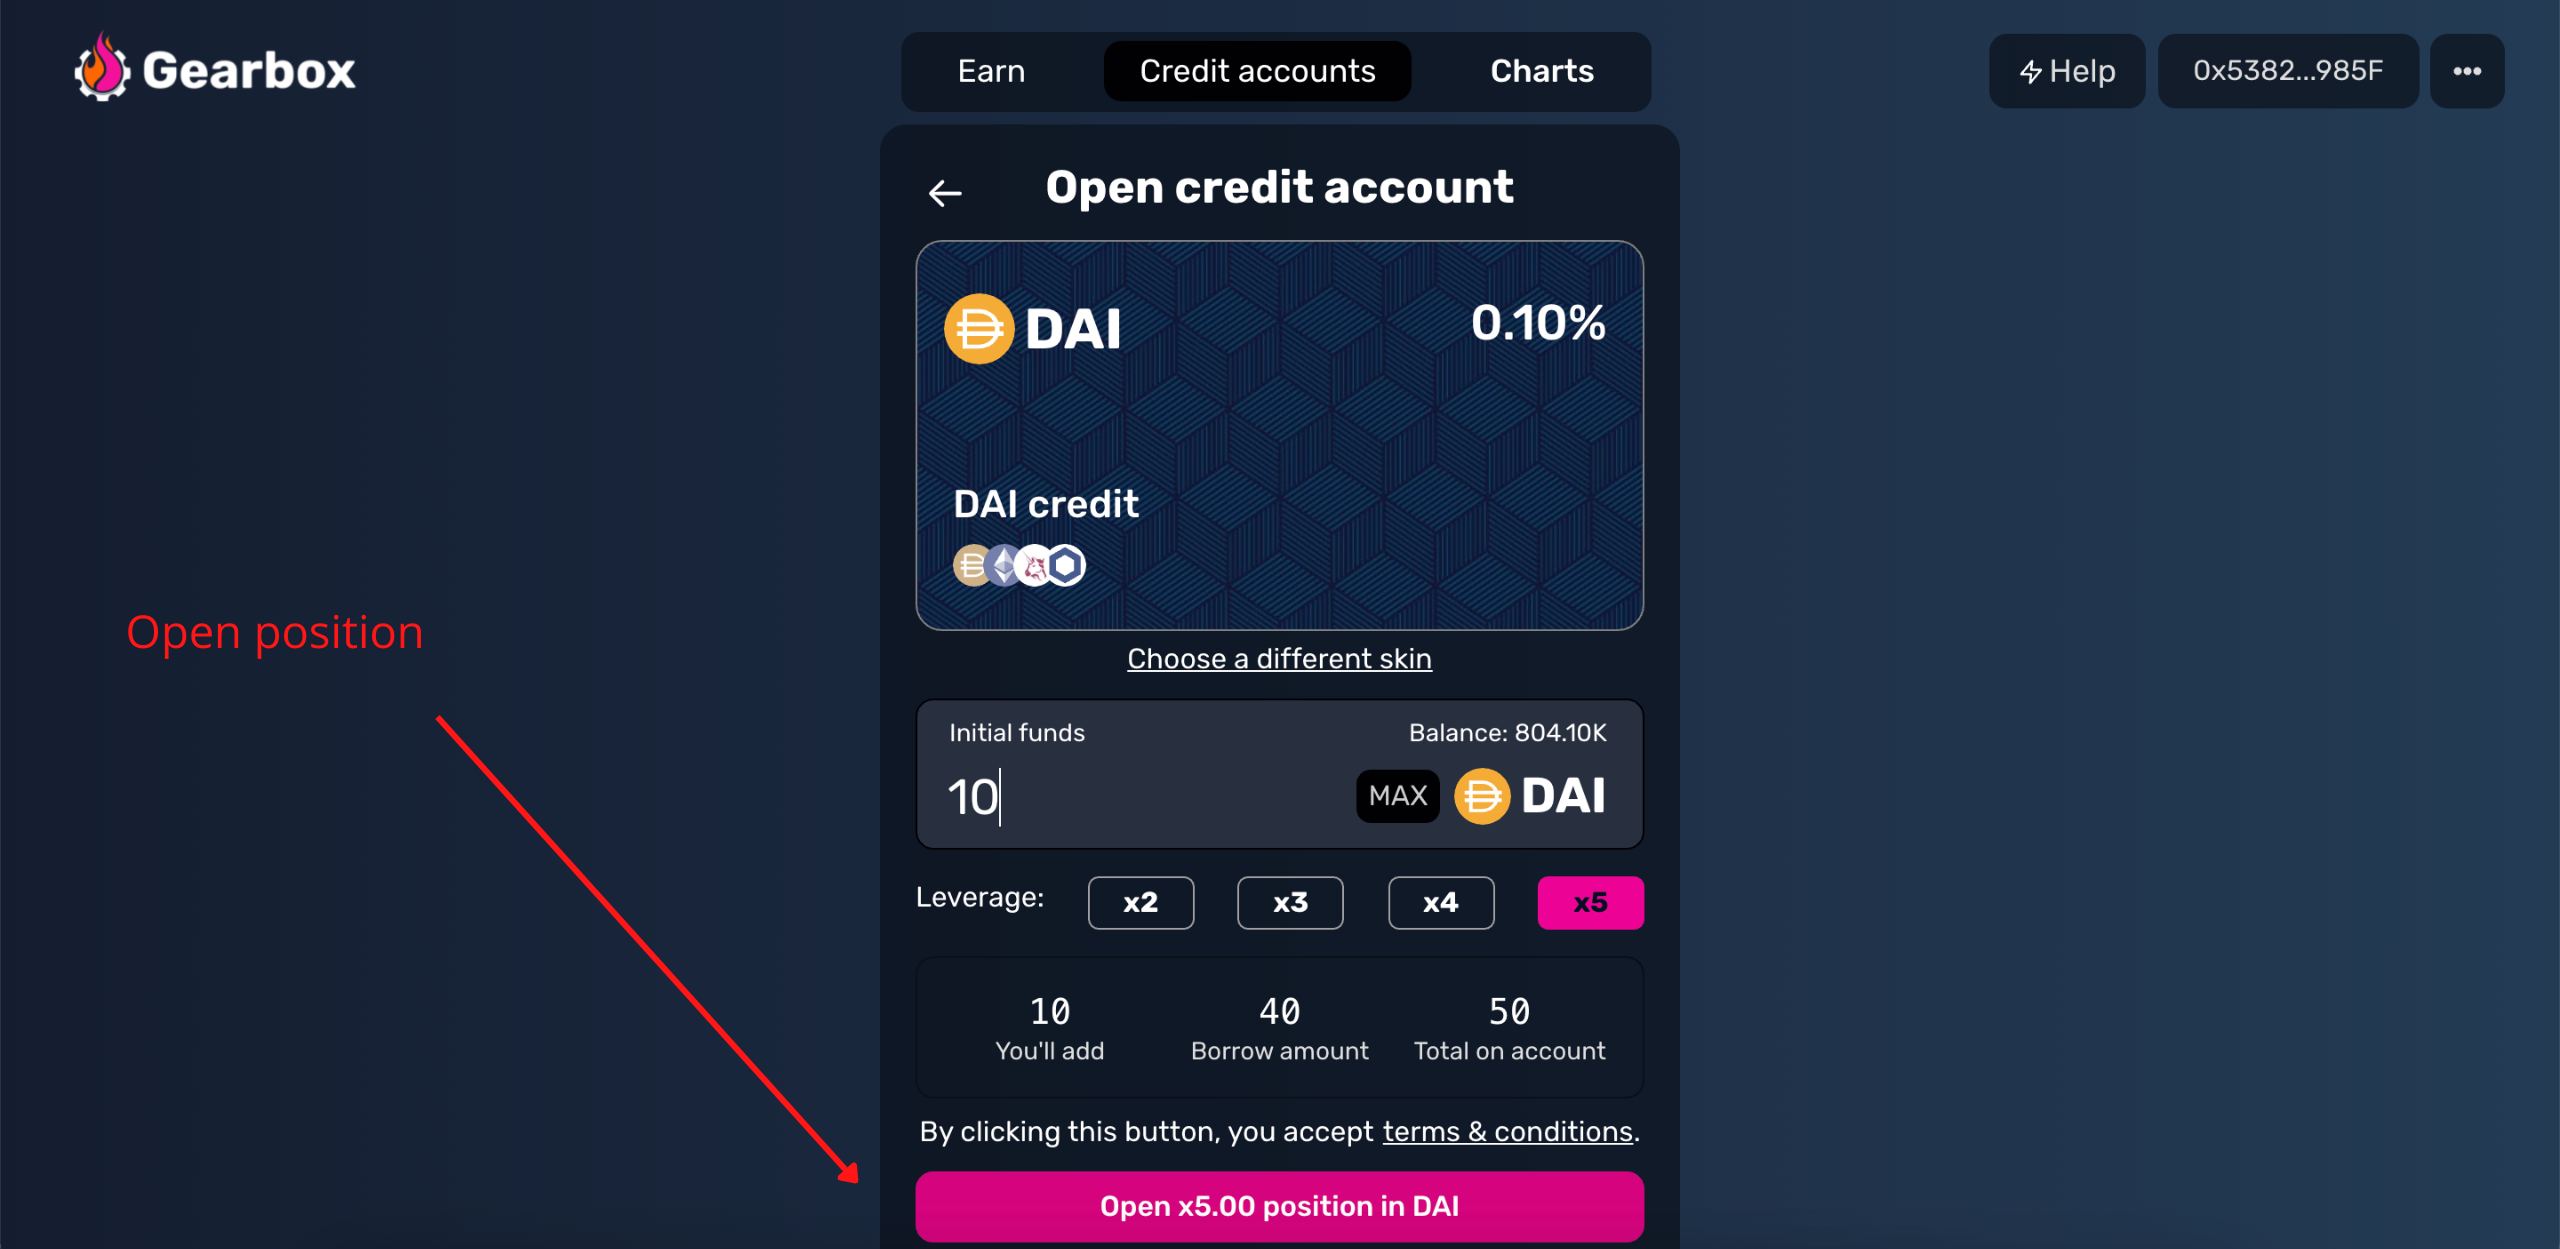 Gearbox
Earn
Credit accounts
Charts
Help
0x5382...985F
Open credit account
DAI
0.10%
DAI credit
Choose a different skin
Open position
Initial funds
Balance: 804.10K
10
MAX
DAI
Leverage:
x2
x3
x4
x5
10
40
50
You'll add
Borrow amount
Total on account
By clicking this button, you accept terms & conditions.
Open x5.00 position in DAI